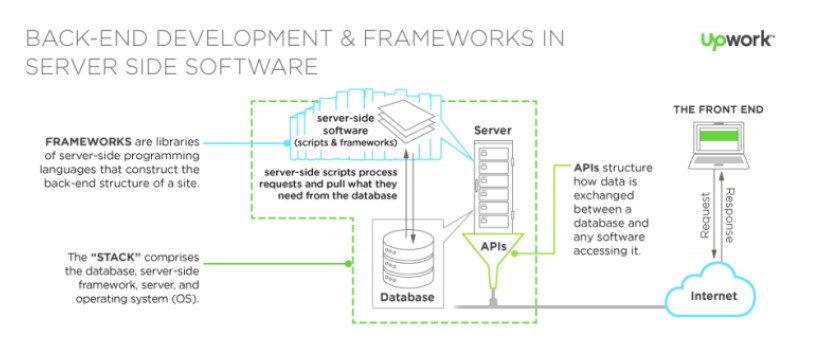 BACK-END DEVELOPMENT & FRAMEWORKS IN
SERVER SIDE SOFTWARE
Upwork™
FRAMEWORKS are libraries
of server-side programming
languages that construct the
back-end structure of a site.
server-side
software
(scripts & frameworks)
server-side scripts process
requests and pull what they
need from the database
Server
THE FRONT END
APIs structure
how data is
exchanged
between a
database and
any software
accessing it.
Request
Response
The “STACK” comprises
the database, server-side
framework, server, and
operating system (OS).
APIs
Database
Internet